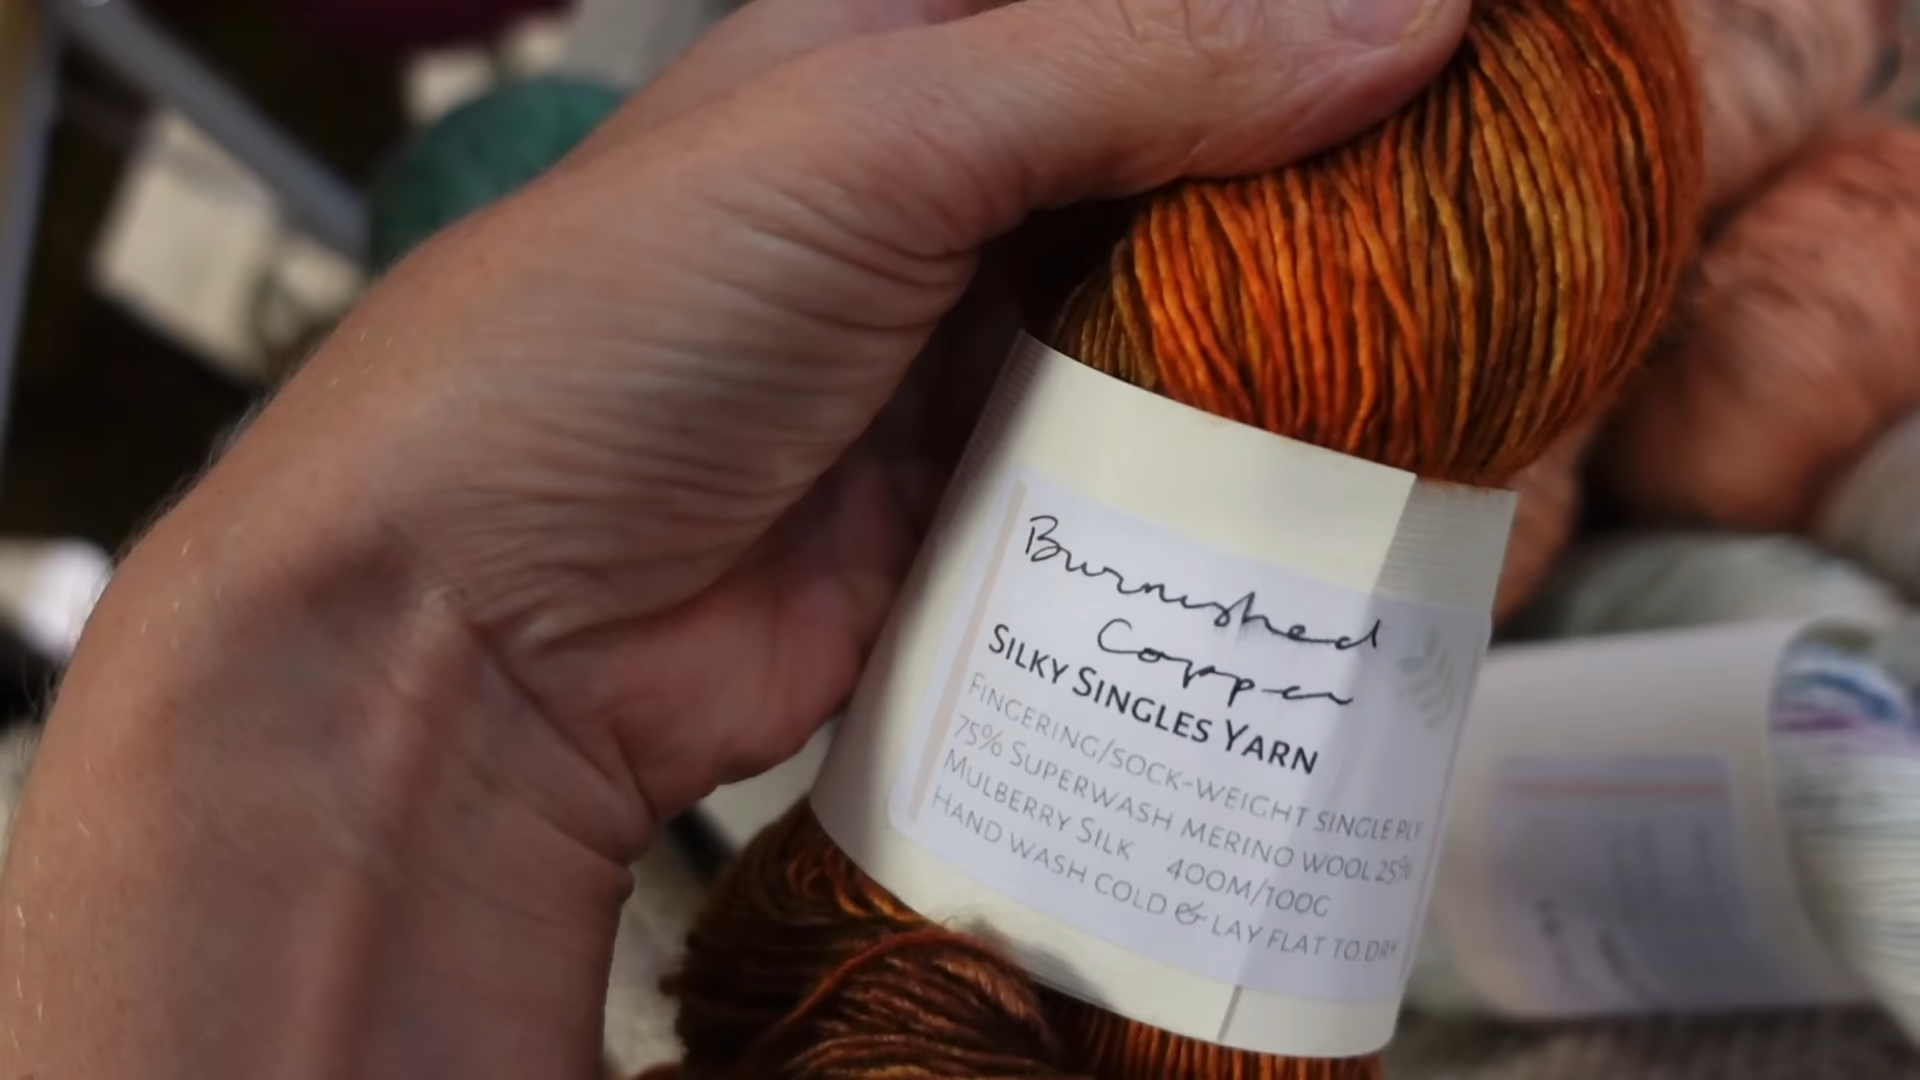 Burnished
Copper
SILKY SINGLES YARN
FINGERING/SOCK-WEIGHT SINGLE PLY
75% SUPERWASH MERINO WOOL 25%
MULBERRY SILK 400M/100G
HAND WASH COLD & LAY FLAT TO DRY